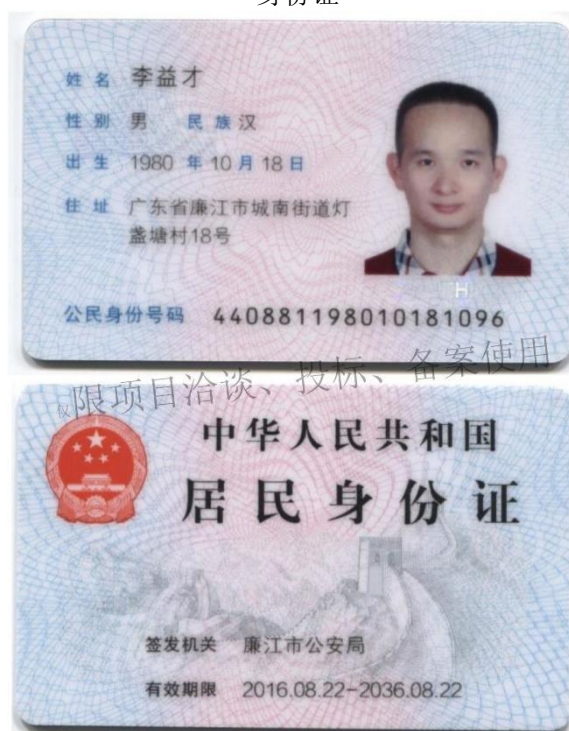 身份证
姓名 李益才
性别 男 民族 汉
出生 1980 年 10 月 18 日
住址 广东省廉江市城南街道灯
盏塘村18号
H
公民身份号码 440881198010181096
仅限项目洽谈、投标、备案使用
中华人民共和国
居民身份证
签发机关 廉江市公安局
有效期限 2016.08.22-2036.08.22